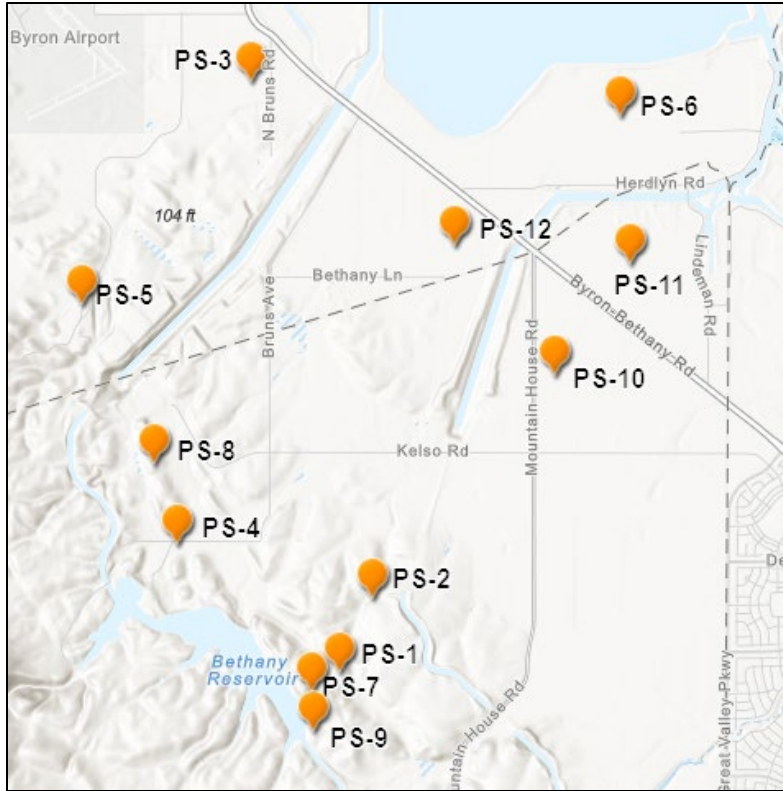 Byron Airport
PS-3
N Bruns Rd
PS-6
Herdlyn Rd
104 ft
PS-12
PS-11
Lindeman Rd
Bethany Ln
PS-5
Bruns Ave
Byron-Bethany Rd
Mountain-House Rd
PS-10
PS-8
Kelso Rd
PS-4
PS-2
De
PS-1
Bethany
Reservoir
PS-7
PS-9
untain-House Rd
Great Valley Pkwy